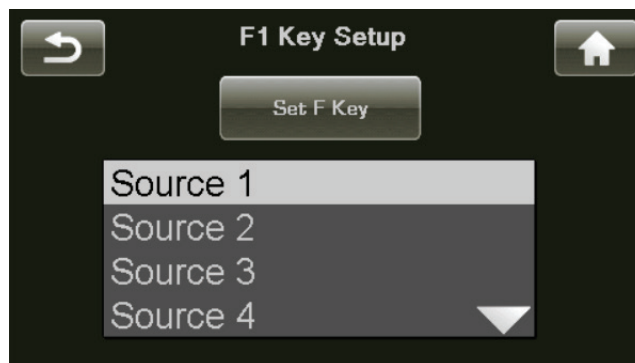 F1 Key Setup
Set F Key
Source 1
Source 2
Source 3
Source 4